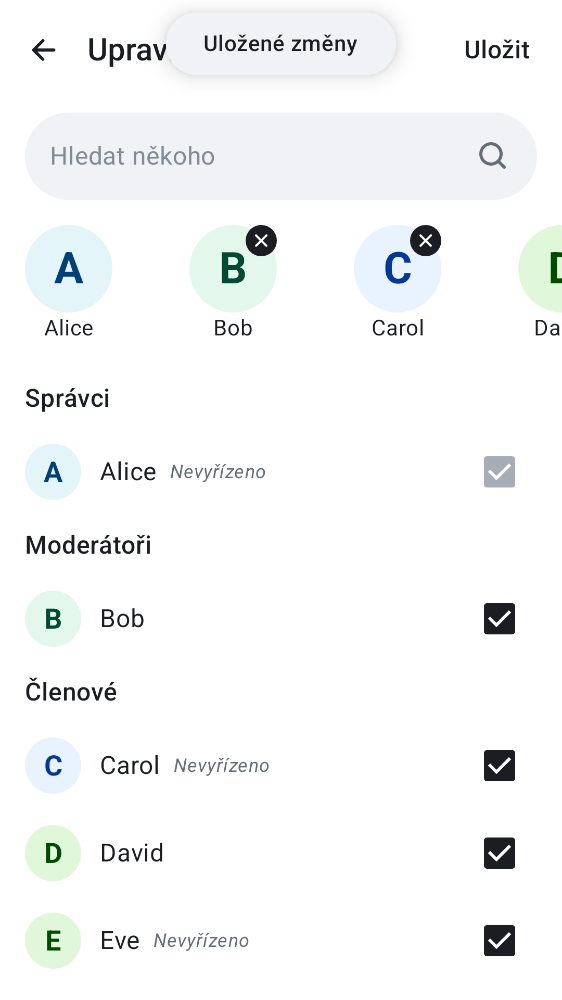 Uprav
Uložené změny
Uložit
Hledat někoho
A
B
C
D
Alice
Bob
Carol
Da
Správci
A
Alice Nevyřízeno
Moderátoři
B
Bob
Členové
C
Carol Nevyřízeno
D
David
E
Eve Nevyřízeno